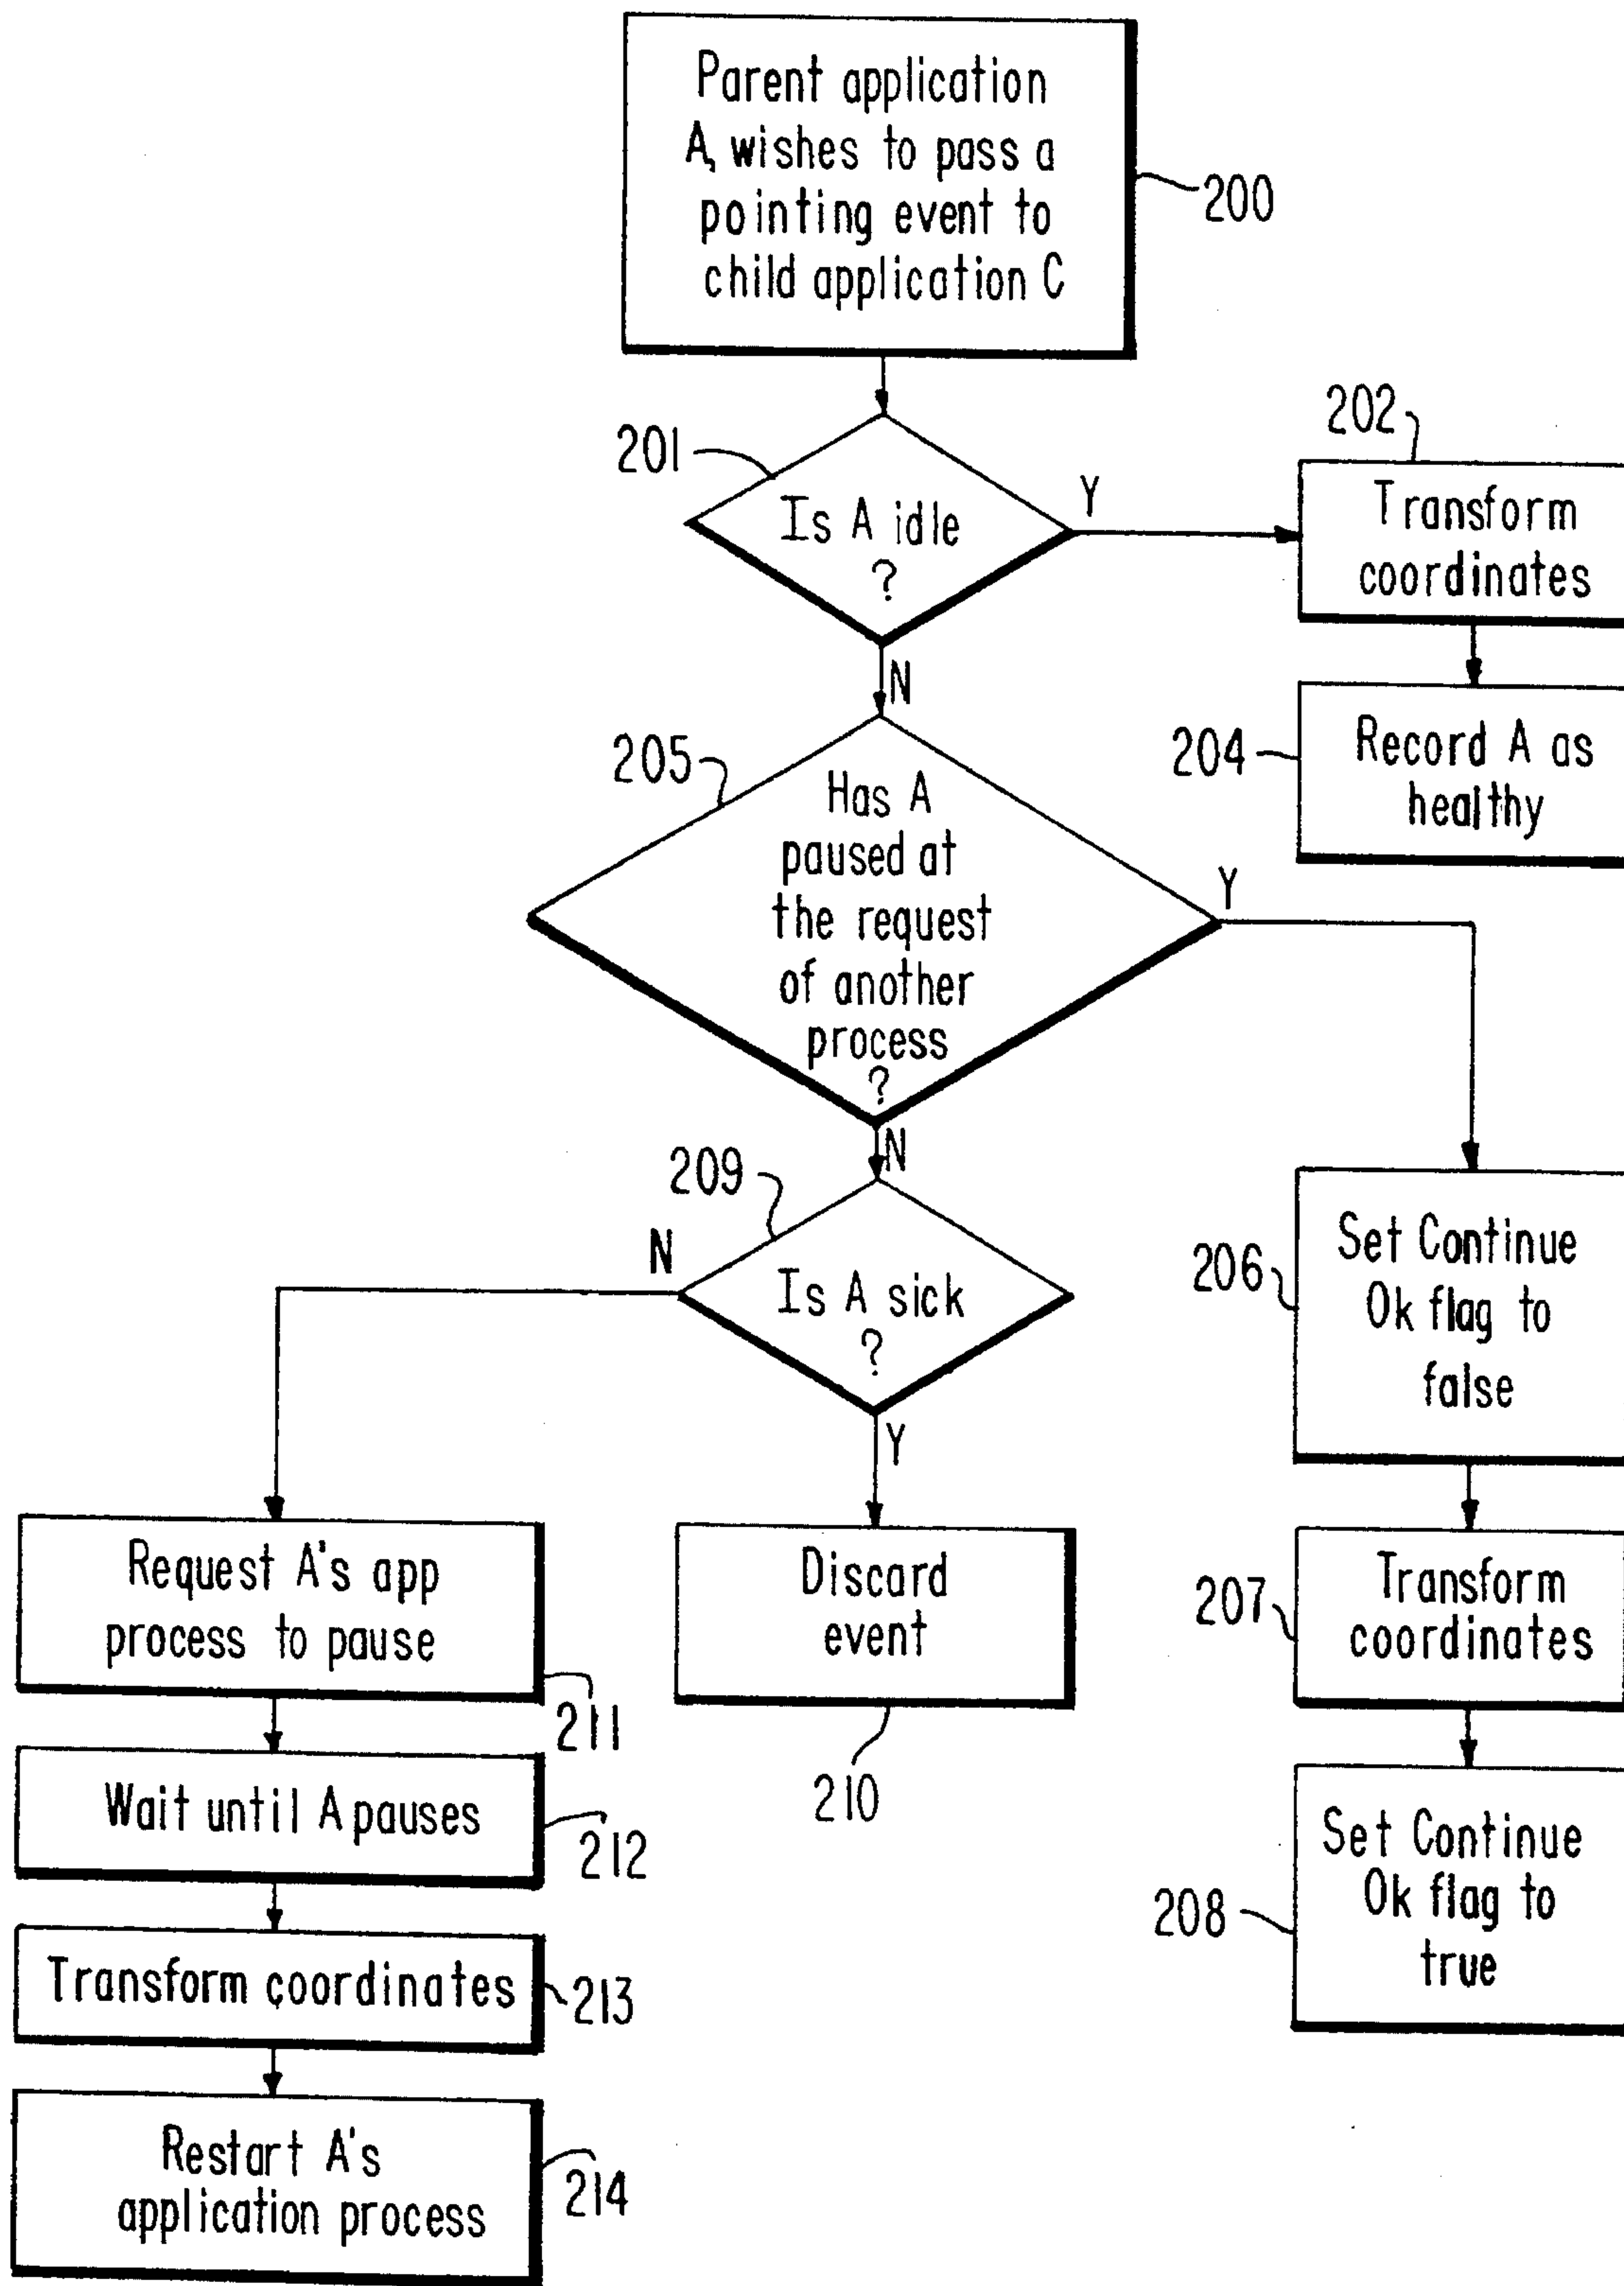 Parent application
A, wishes to pass a
pointing event to
child application C
200
201
Is A idle
?
Y
202
Transform
coordinates
N
204
Record A as
healthy
205
Has A
paused at
the request
of another
process
?
Y
N
209
N
Is A sick
?
Y
206
Set Continue
Ok flag to
false
Request A's app
process to pause
211
Discard
event
210
207
Transform
coordinates
Wait until A pauses
212
208
Set Continue
Ok flag to
true
Transform coordinates
213
Restart A's
application process
214